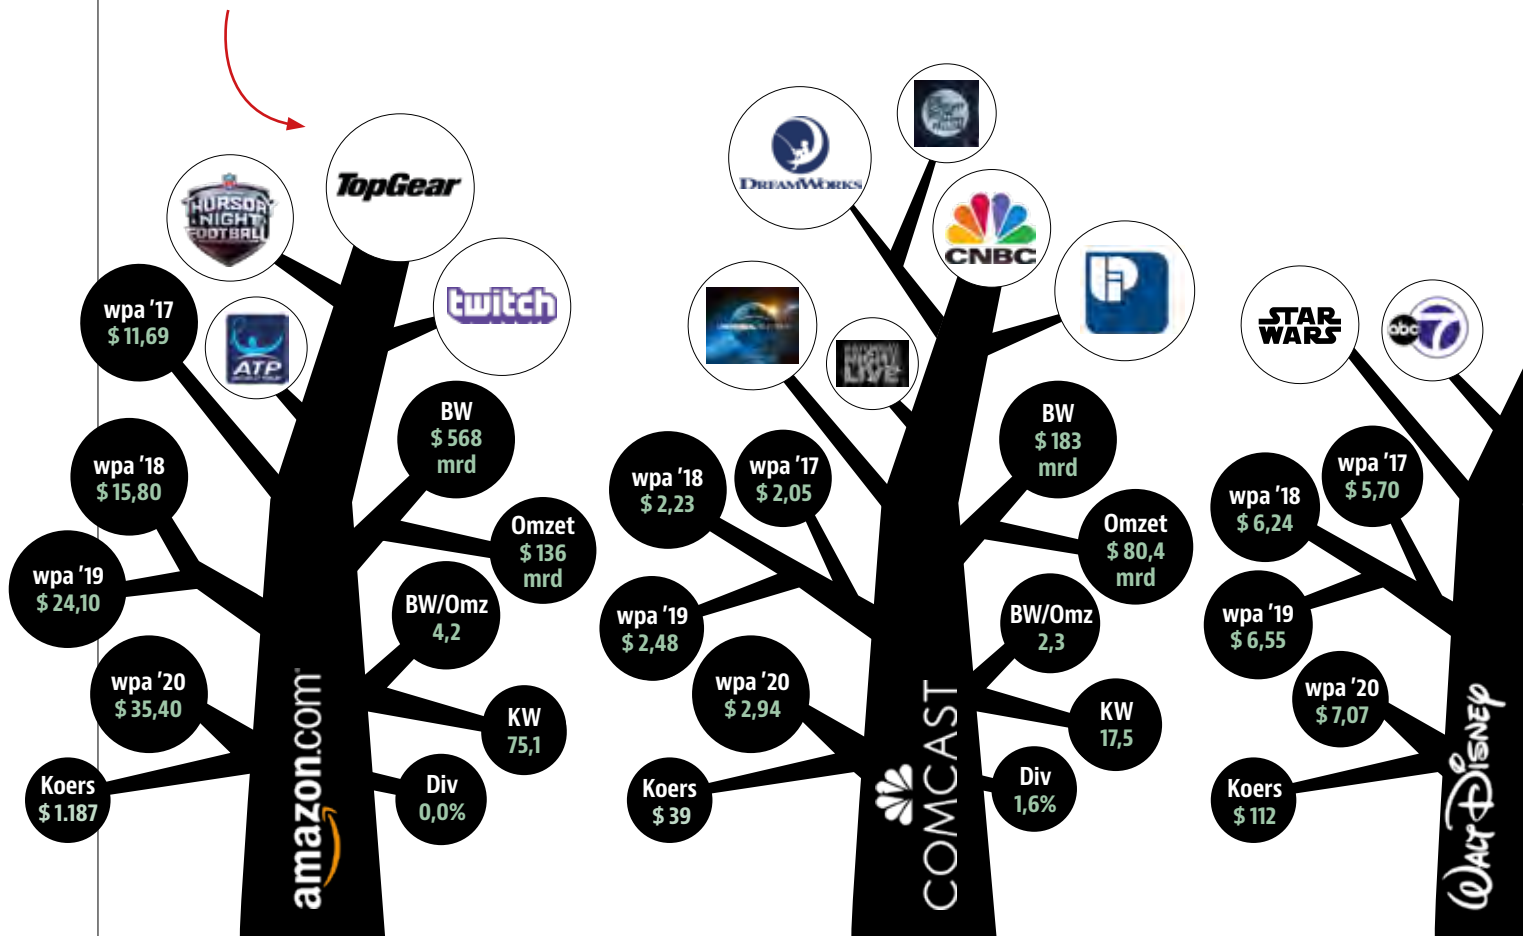 TopGear
THURSDAY
NIGHT
FOOTBALL
twitch
ATP
wpa '17
$ 11,69
wpa '18
$ 15,80
wpa '19
$ 24,10
wpa '20
$ 35,40
Koers
$ 1.187
BW
$ 568
mrd
Omzet
$ 136
mrd
BW/Omz
4,2
KW
75,1
Div
0,0%
amazon.com
DREAMWORKS
CNBC
NIGHT
LIVE
wpa '17
$ 2,05
wpa '18
$ 2,23
wpa '19
$ 2,48
wpa '20
$ 2,94
Koers
$ 39
BW
$ 183
mrd
Omzet
$ 80,4
mrd
BW/Omz
2,3
KW
17,5
Div
1,6%
COMCAST
STAR
WARS
abc 7
wpa '17
$ 5,70
wpa '18
$ 6,24
wpa '19
$ 6,55
wpa '20
$ 7,07
Koers
$ 112
WALT DISNEY